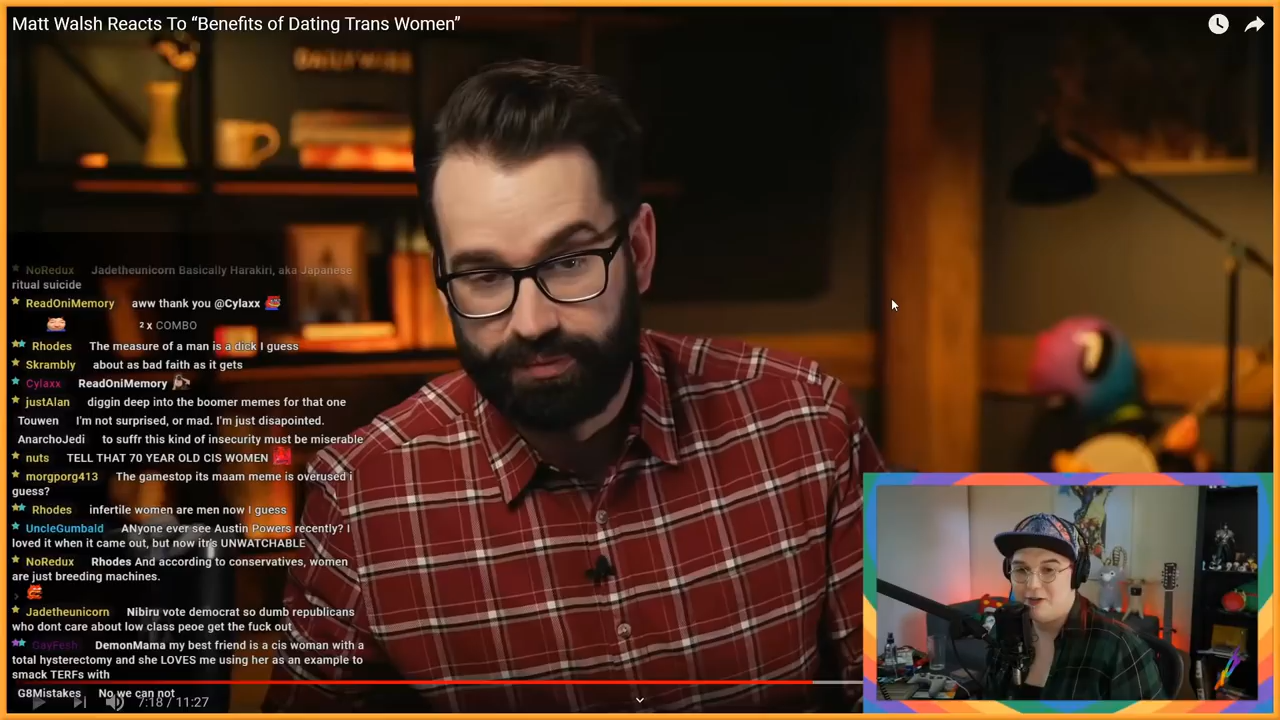 Matt Walsh Reacts To “Benefits of Dating Trans Women”
DAILYWIRE
NoRedux Jadetheunicorn Basically Harakiri, aka Japanese
ritual suicide
ReadOniMemory aww thank you @Cylaxx
2 x COMBO
Rhodes The measure of a man is a dick I guess
Skrambly about as bad faith as it gets
Cylaxx ReadOniMemory
justAlan diggin deep into the boomer memes for that one
Touwen I'm not surprised, or mad. I'm just disapointed.
AnarchoJedi to suffr this kind of insecurity must be miserable
nuts TELL THAT 70 YEAR OLD CIS WOMEN
morgporg413 The gamestop its maam meme is overused i
guess?
Rhodes infertile women are men now I guess
UncleGumbald ANyone ever see Austin Powers recently? I
loved it when it came out, but now it's UNWATCHABLE
NoRedux Rhodes And according to conservatives, women
are just breeding machines.
Jadetheunicorn Nibiru vote democrat so dumb republicans
who dont care about low class peoe get the fuck out
GayFesh DemonMama my best friend is a cis woman with a
total hysterectomy and she LOVES me using her as an example to
smack TERFs with
G8Mistakes No we can not
7:18 / 11:27